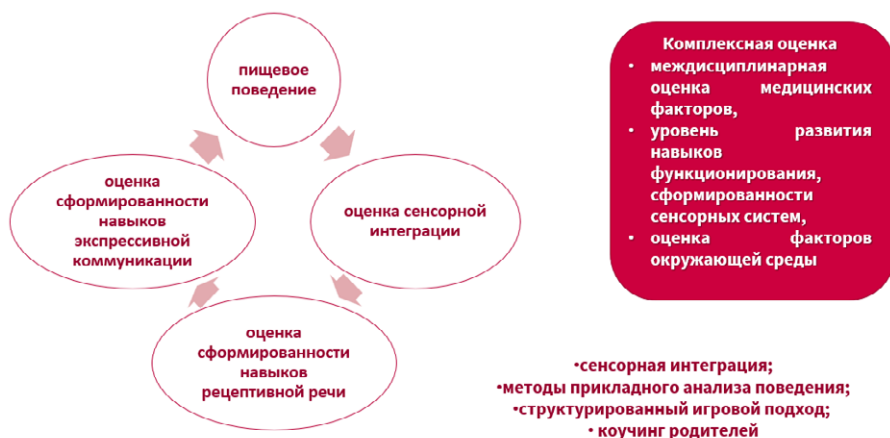 пищевое
поведение
оценка сенсорной
интеграции
оценка
сформированности
навыков
рецептивной речи
оценка
сформированности
навыков
экспрессивной
коммуникации
Комплексная оценка
• междисциплинарная
оценка медицинских
факторов,
• уровень развития
навыков
функционирования,
сформированности
сенсорных систем,
• оценка факторов
окружающей среды
•сенсорная интеграция;
•методы прикладного анализа поведения;
•структурированный игровой подход;
• коучинг родителей